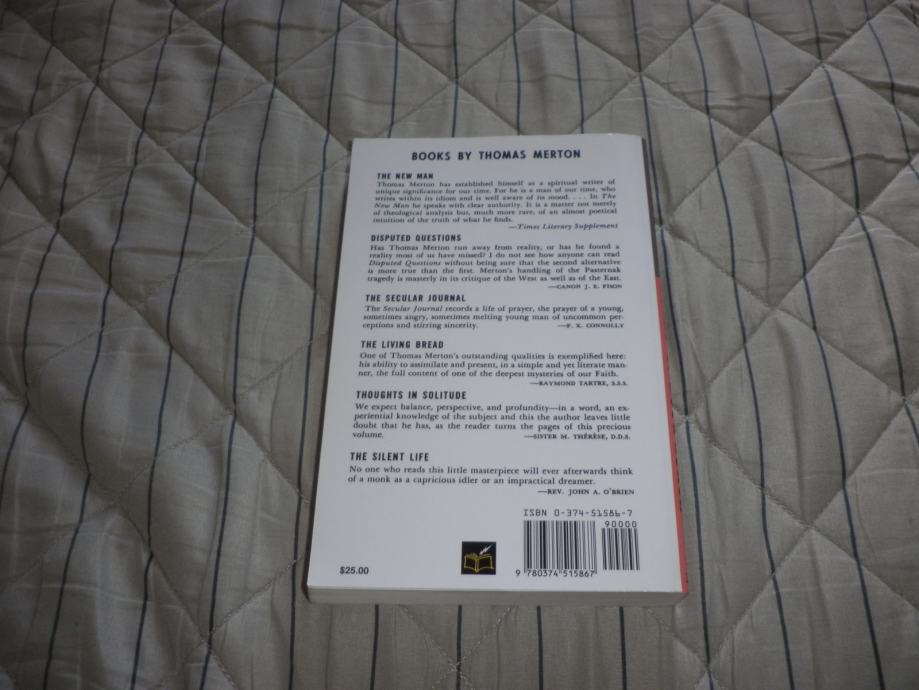 BOOKS BY THOMAS MERTON
THE NEW MAN
Thomas Merton has established himself as a spiritual writer of
unique significance for our time. For he is a man of our time, who
writes within its idiom and is well aware of its mood. . . . In The
New Man he speaks with clear authority. It is a matter not merely
of theological analysis but, much more rare, of an almost poetical
intuition of the truth of what he finds.
—Times Literary Supplement
DISPUTED QUESTIONS
Has Thomas Merton run away from reality, or has he found a
reality most of us have missed? I do not see how anyone can read
Disputed Questions without being sure that the second alternative
is more true than the first. Merton's handling of the Pasternak
tragedy is masterly in its critique of the West as well as of the East.
—CANON J. E. FISON
THE SECULAR JOURNAL
The Secular Journal records a life of prayer, the prayer of a young,
sometimes angry, sometimes melting young man of uncommon per-
ceptions and stirring sincerity. —F. X. CONNOLLY
THE LIVING BREAD
One of Thomas Merton's outstanding qualities is exemplified here:
his ability to assimilate and present, in a simple and yet literate man-
ner, the full content of one of the deepest mysteries of our Faith.
—RAYMOND TARTRE, S.S.S.
THOUGHTS IN SOLITUDE
We expect balance, perspective, and profundity—in a word, an ex-
periential knowledge of the subject and this the author leaves little
doubt that he has, as the reader turns the pages of this precious
volume. —SISTER M. THÉRÈSE, D.D.S.
THE SILENT LIFE
No one who reads this little masterpiece will ever afterwards think
of a monk as a capricious idler or an impractical dreamer.
—REV. JOHN A. O'BRIEN
ISBN 0-374-51586-7
90000
$25.00
9 780374 515867